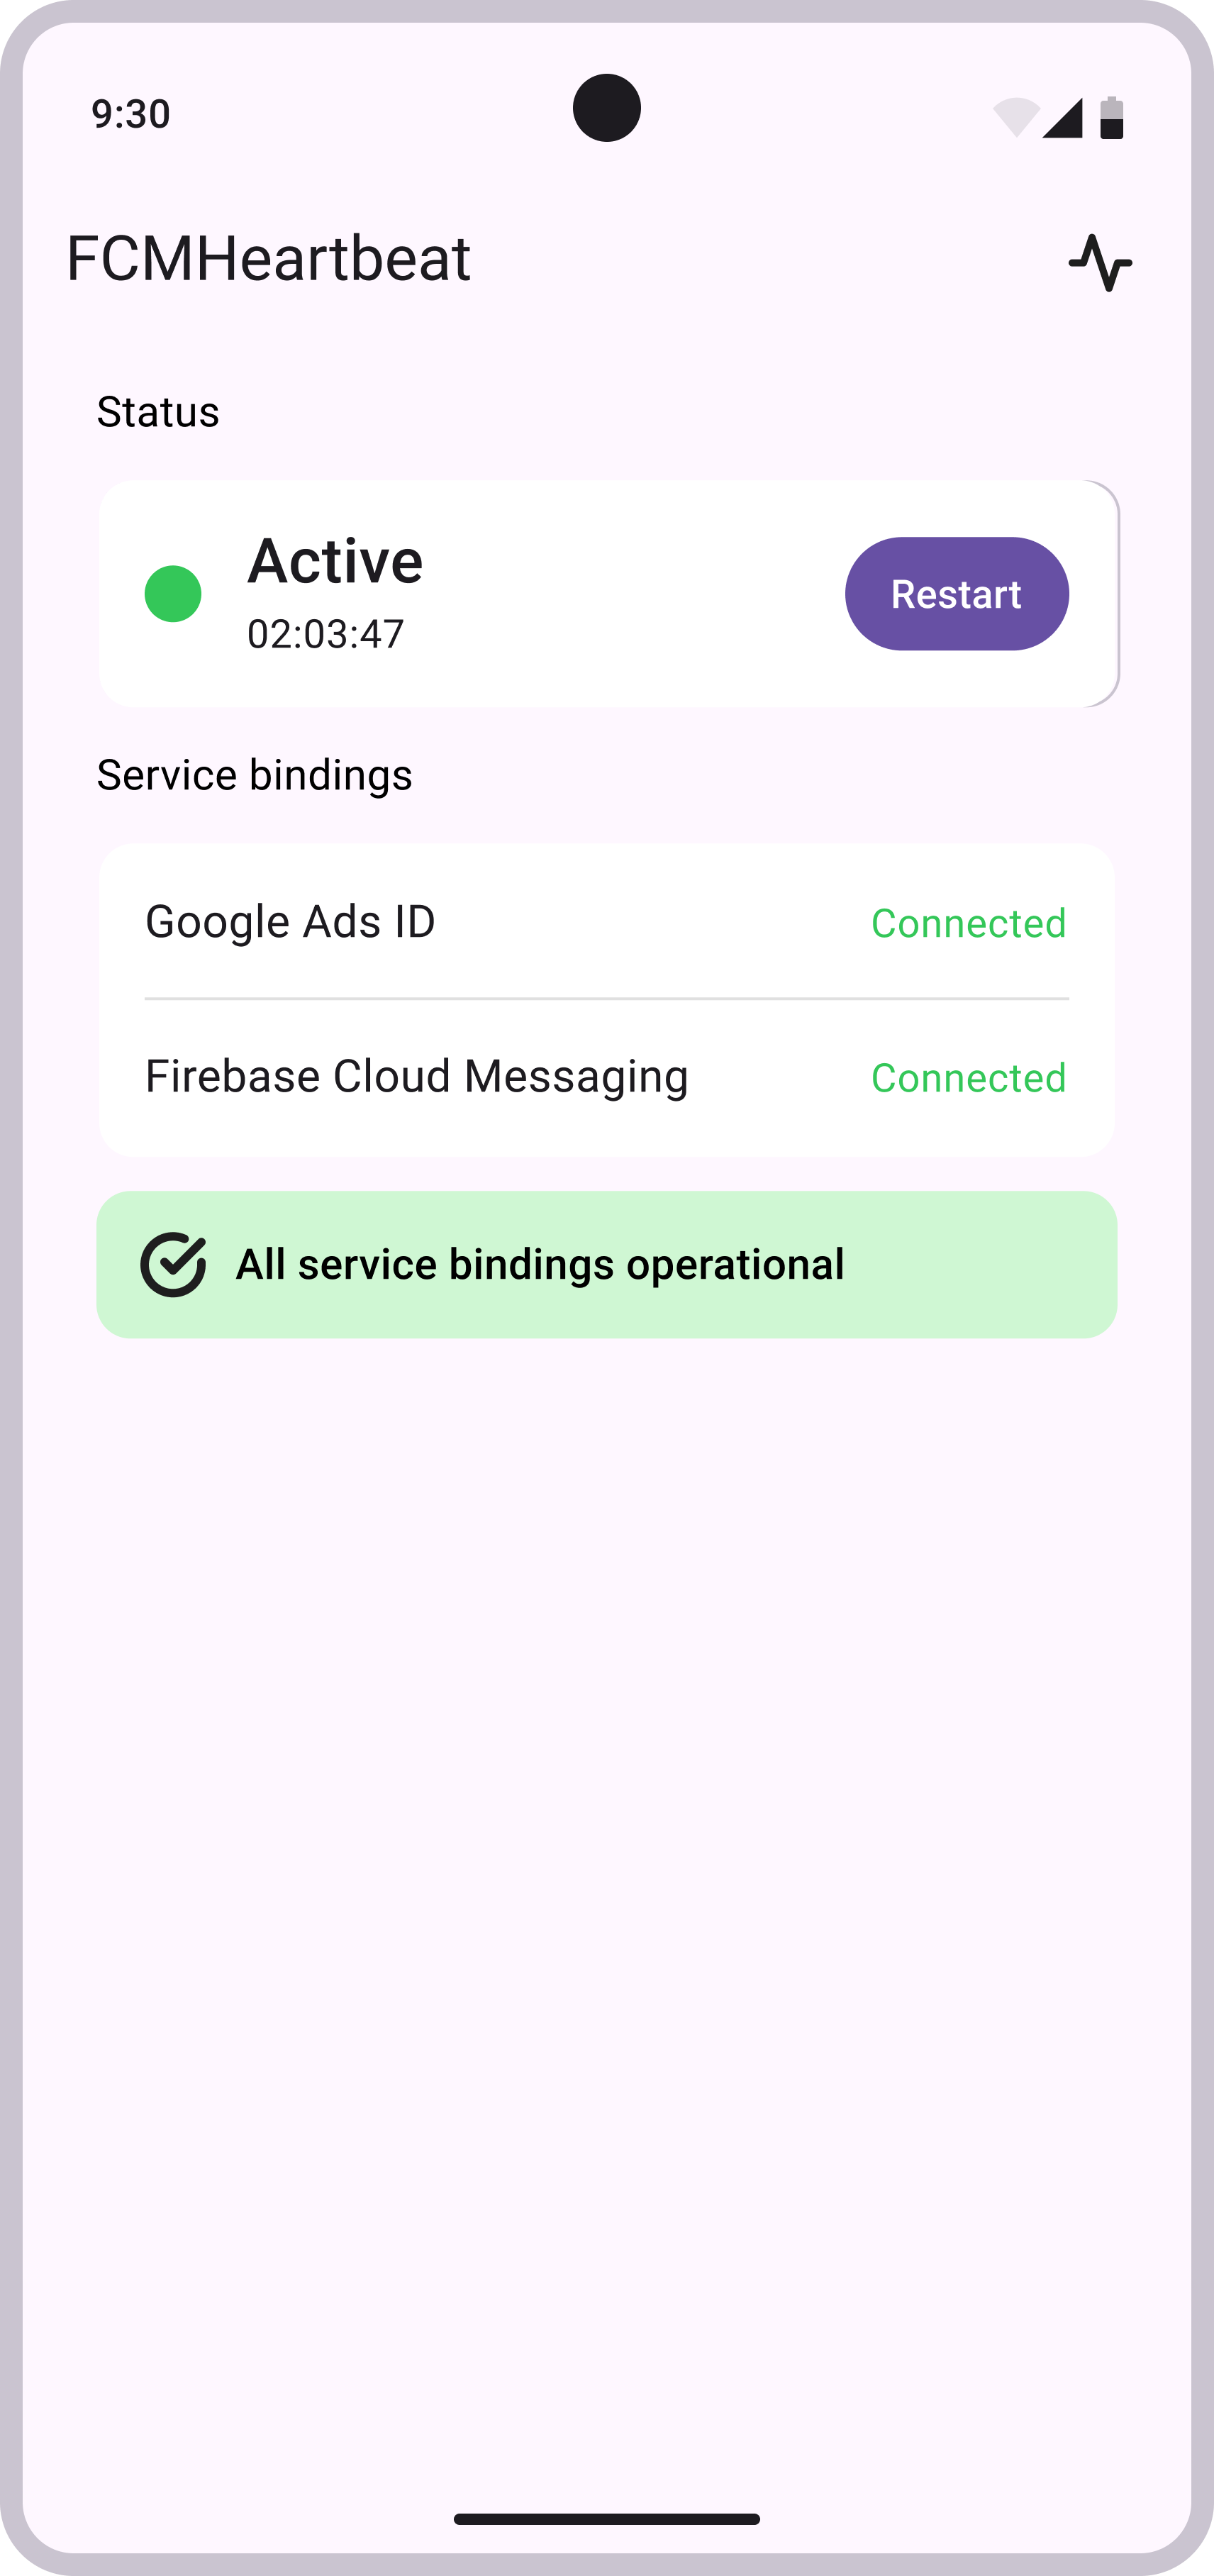 9:30
FCMHeartbeat
Status
Active
02:03:47
Restart
Service bindings
Google Ads ID
Connected
Firebase Cloud Messaging
Connected
All service bindings operational